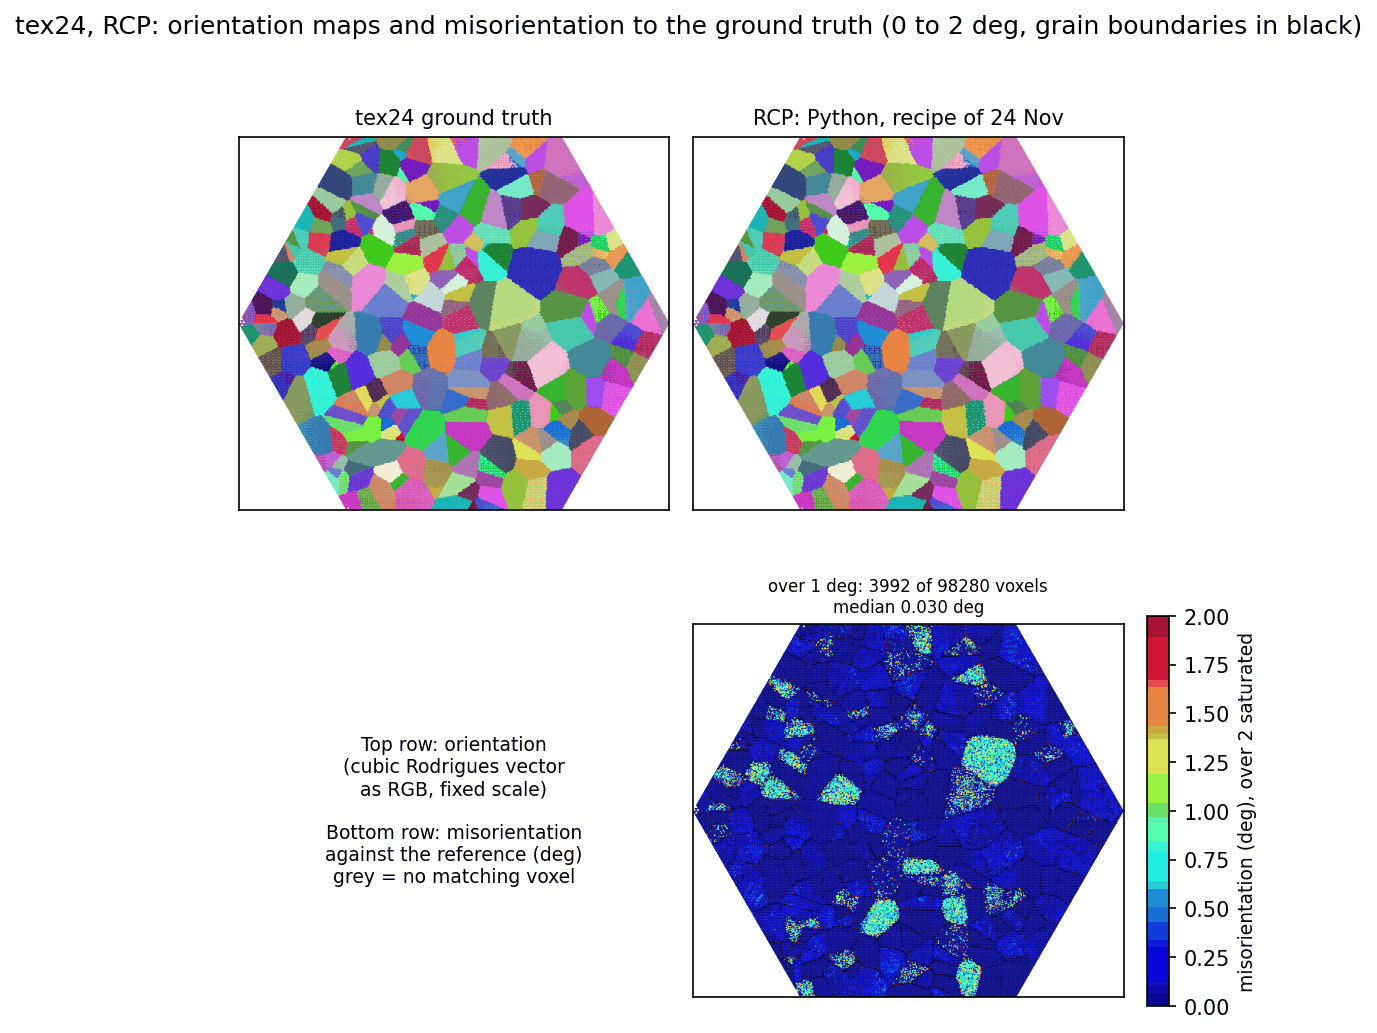 tex24, RCP: orientation maps and misorientation to the ground truth (0 to 2 deg, grain boundaries in black)
tex24 ground truth
RCP: Python, recipe of 24 Nov
over 1 deg: 3992 of 98280 voxels
median 0.030 deg
Top row: orientation
(cubic Rodrigues vector
as RGB, fixed scale)
Bottom row: misorientation
against the reference (deg)
grey = no matching voxel
2.00
1.75
1.50
1.25
1.00
0.75
0.50
0.25
0.00
misorientation (deg), over 2 saturated